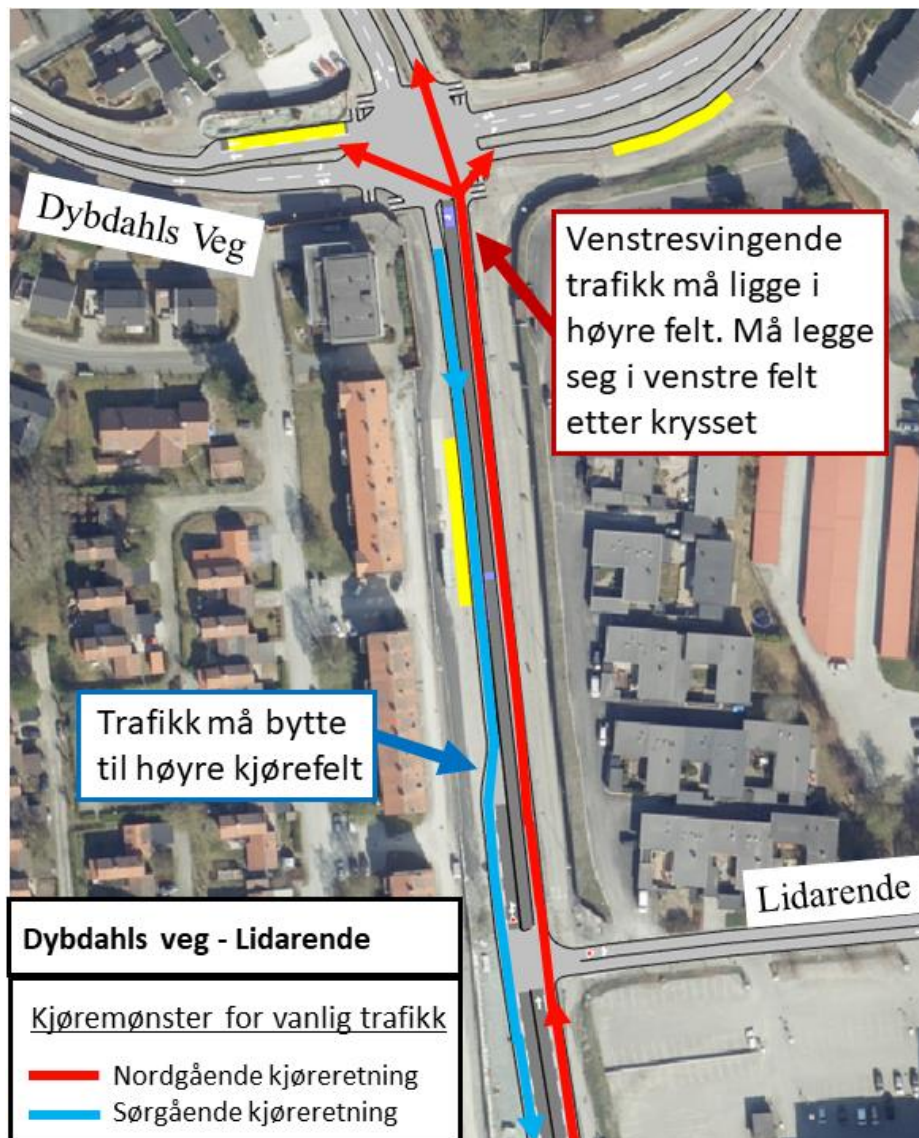 Dybdahls Veg
Venstresvingende
trafikk må ligge i
høyre felt. Må legge
seg i venstre felt
etter krysset
Trafikk må bytte
til høyre kjørefelt
Lidarende
Dybdahls veg - Lidarende
Kjøremønster for vanlig trafikk
Nordgående kjøreretning
Sørgående kjøreretning